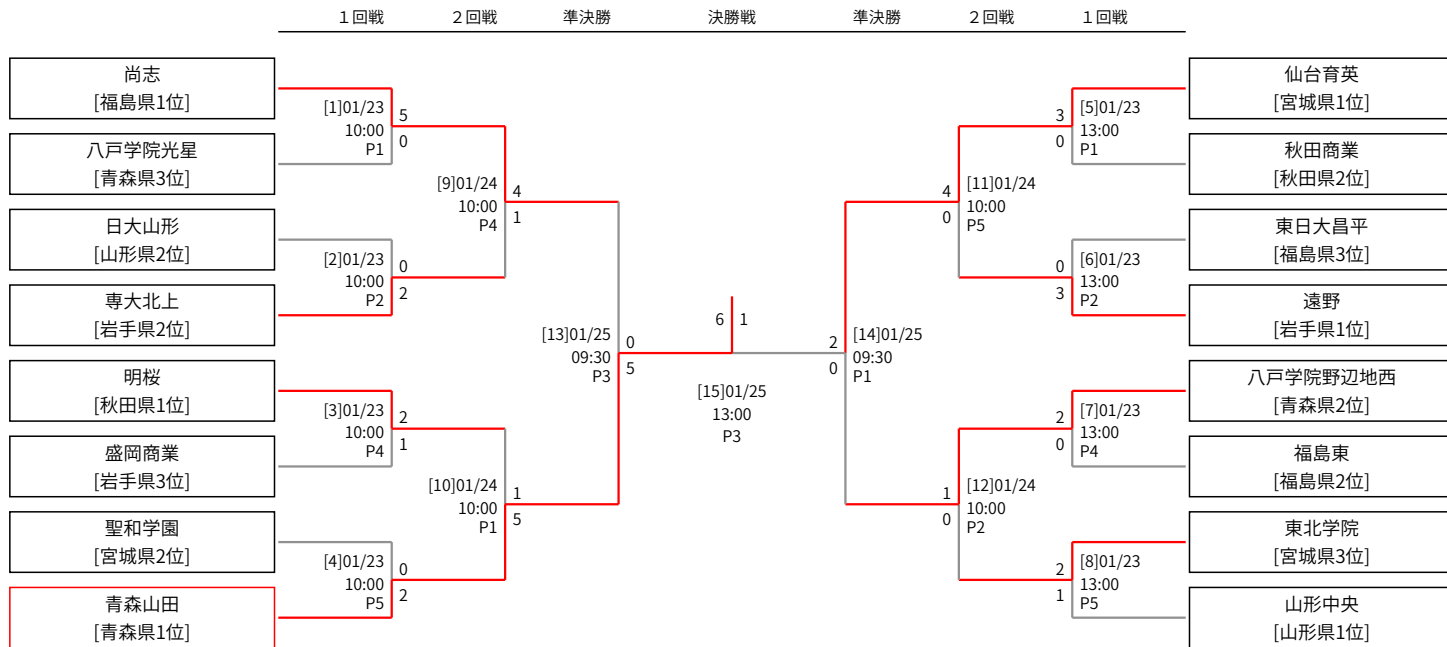 １回戦
２回戦
準決勝
決勝戦
準決勝
２回戦
１回戦
尚志
[福島県1位]
八戸学院光星
[青森県3位]
日大山形
[山形県2位]
専大北上
[岩手県2位]
明桜
[秋田県1位]
盛岡商業
[岩手県3位]
聖和学園
[宮城県2位]
青森山田
[青森県1位]
[1]01/23
10:00
P1
5
0
[2]01/23
10:00
P2
0
2
[3]01/23
10:00
P4
2
1
[4]01/23
10:00
P5
0
2
[9]01/24
10:00
P4
4
1
[10]01/24
10:00
P1
1
5
[13]01/25
09:30
P3
0
5
6 1
[15]01/25
13:00
P3
2
0
[14]01/25
09:30
P1
4
0
[11]01/24
10:00
P5
1
0
[12]01/24
10:00
P2
3
0
[5]01/23
13:00
P1
0
3
[6]01/23
13:00
P2
2
0
[7]01/23
13:00
P4
2
1
[8]01/23
13:00
P5
仙台育英
[宮城県1位]
秋田商業
[秋田県2位]
東日大昌平
[福島県3位]
遠野
[岩手県1位]
八戸学院野辺地西
[青森県2位]
福島東
[福島県2位]
東北学院
[宮城県3位]
山形中央
[山形県1位]